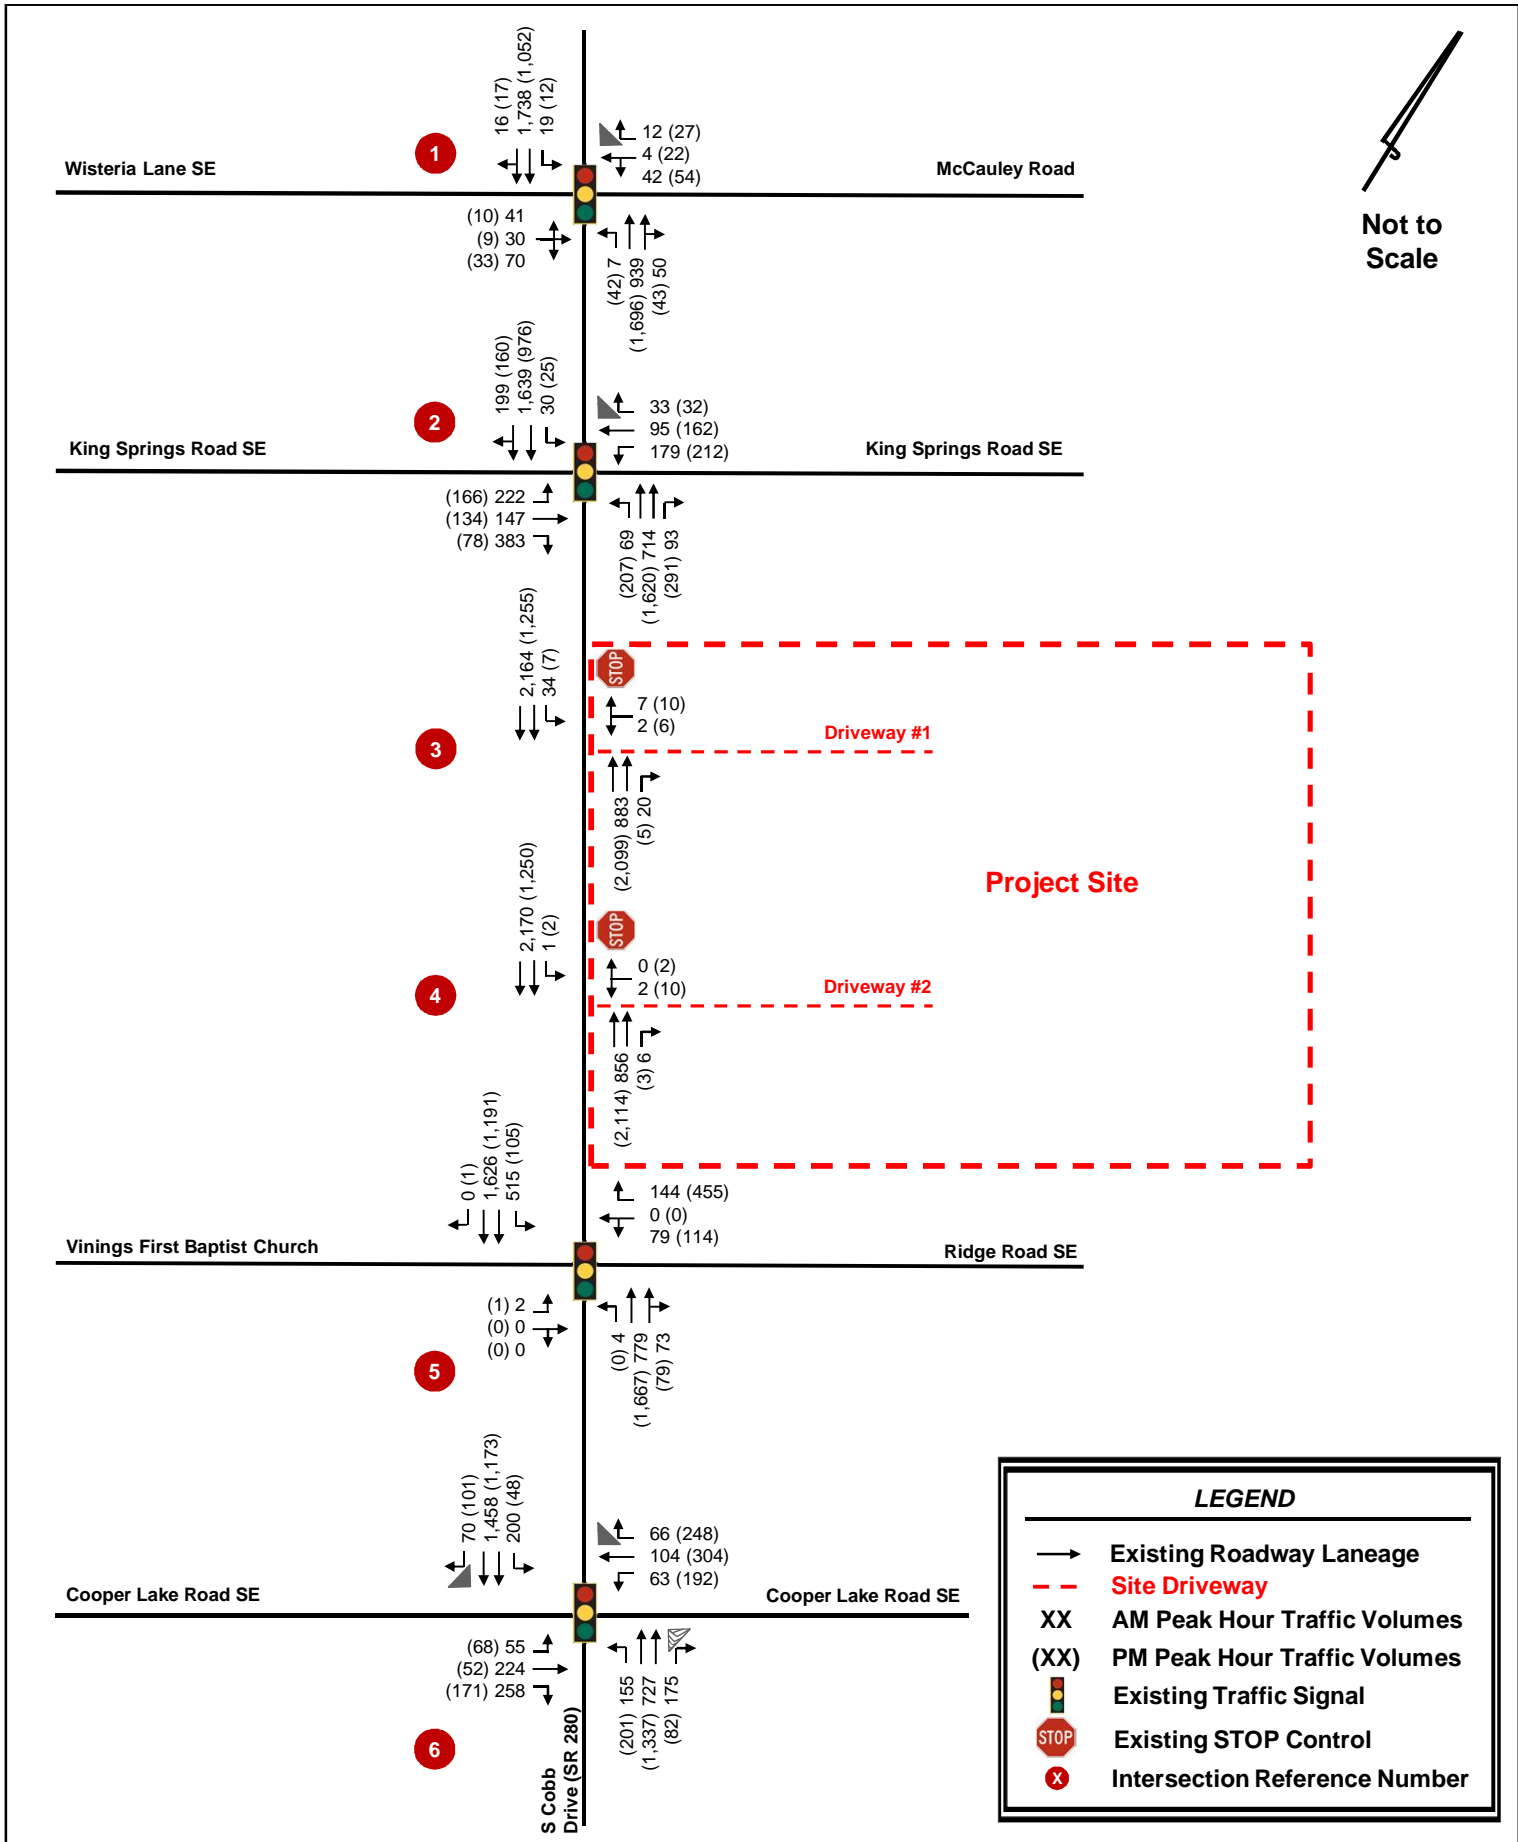 16 (17)
1,738 (1,052)
19 (12)
1
12 (27)
4 (22)
42 (54)
Wisteria Lane SE
McCauley Road
(10) 41
(9) 30
(33) 70
(42) 7
(1,696) 939
(43) 50
Not to
Scale
199 (160)
1,639 (976)
30 (25)
2
33 (32)
95 (162)
179 (212)
King Springs Road SE
King Springs Road SE
(166) 222
(134) 147
(78) 383
(207) 69
(1,620) 714
(291) 93
2,164 (1,255)
34 (7)
STOP
7 (10)
2 (6)
3
Driveway #1
(2,099) 883
(5) 20
Project Site
2,170 (1,250)
1 (2)
STOP
0 (2)
2 (10)
4
Driveway #2
(2,114) 856
(3) 6
0 (1)
1,626 (1,191)
515 (105)
144 (455)
0 (0)
79 (114)
Vinings First Baptist Church
Ridge Road SE
(1) 2
(0) 0
(0) 0
5
(0) 4
(1,667) 779
(79) 73
70 (101)
1,458 (1,173)
200 (48)
66 (248)
104 (304)
63 (192)
Cooper Lake Road SE
Cooper Lake Road SE
(68) 55
(52) 224
(171) 258
6
(201) 155
(1,337) 727
(82) 175
S Cobb
Drive (SR 280)
LEGEND
Existing Roadway Laneage
Site Driveway
XX AM Peak Hour Traffic Volumes
(XX) PM Peak Hour Traffic Volumes
Existing Traffic Signal
STOP Existing STOP Control
X Intersection Reference Number